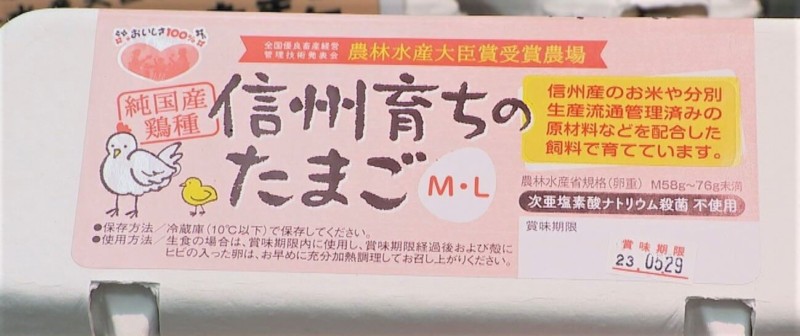 おいしさ100%
全国優良畜産経営
管理技術発表会
農林水産大臣賞受賞農場
純国産
鶏種
信州育ちの
たまご
M・L
信州産のお米や分別
生産流通管理済みの
原材料などを配合した
飼料で育てています。
農林水産省規格(卵重) M58g~76g未満
次亜塩素酸ナトリウム殺菌 不使用
●保存方法/冷蔵庫(10℃以下)で保存してください。
●使用方法/生食の場合は、賞味期限内に使用し、賞味期限経過後および殻に
ヒビの入った卵は、お早めに充分加熱調理してお召し上がりください。
賞味期限
賞味期限
23.0529